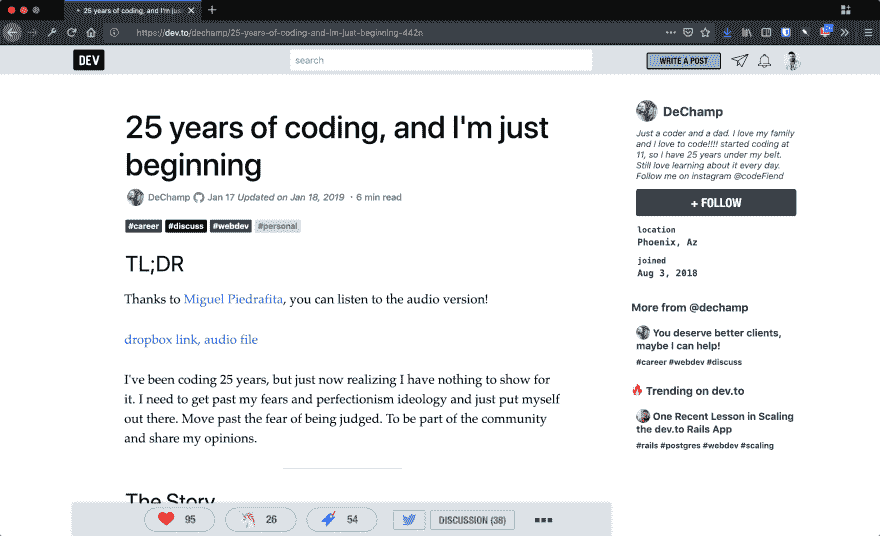 25 years of coding, and I'm jus
https://dev.to/dechamp/25-years-of-coding-and-im-just-beginning-442n
DEV
search
WRITE A POST
25 years of coding, and I'm just
beginning
DeChamp Jan 17 Updated on Jan 18, 2019 ・6 min read
#career #discuss #webdev #personal
TL;DR
Thanks to Miguel Piedrafita, you can listen to the audio version!
dropbox link, audio file
I've been coding 25 years, but just now realizing I have nothing to show for
it. I need to get past my fears and perfectionism ideology and just put myself
out there. Move past the fear of being judged. To be part of the community
and share my opinions.
The Story
95 26 54 DISCUSSION (38)
DeChamp
Just a coder and a dad. I love my family
and I love to code!!!! started coding at
11, so I have 25 years under my belt.
Still love learning about it every day.
Follow me on instagram @codeFiend
+ FOLLOW
location
Phoenix, Az
joined
Aug 3, 2018
More from @dechamp
You deserve better clients,
maybe I can help!
#career #webdev #discuss
Trending on dev.to
One Recent Lesson in Scaling
the dev.to Rails App
#rails #postgres #webdev #scaling